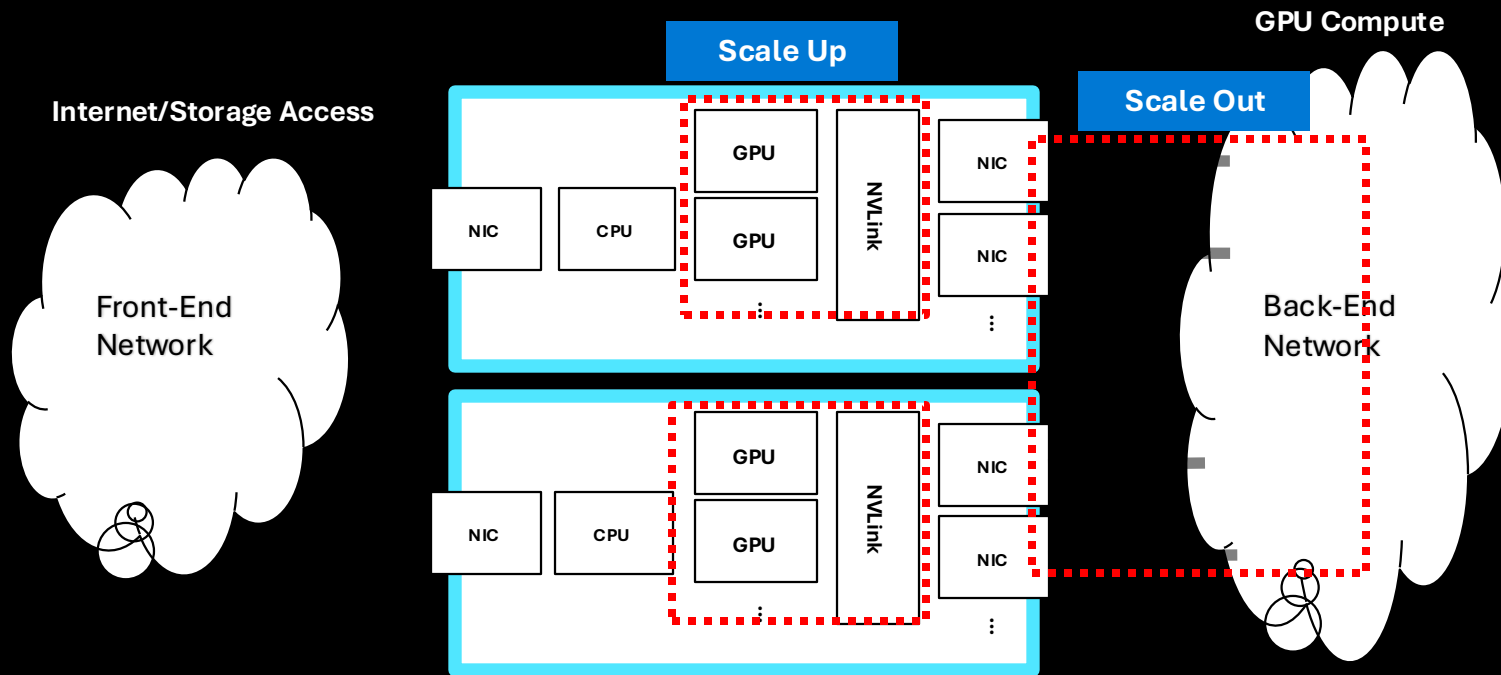 GPU Compute
Scale Up
Scale Out
Internet/Storage Access
GPU
GPU
⋮
NVLink
NIC
NIC
⋮
NIC
CPU
Front-End
Network
Back-End
Network
GPU
GPU
⋮
NVLink
NIC
NIC
⋮
NIC
CPU